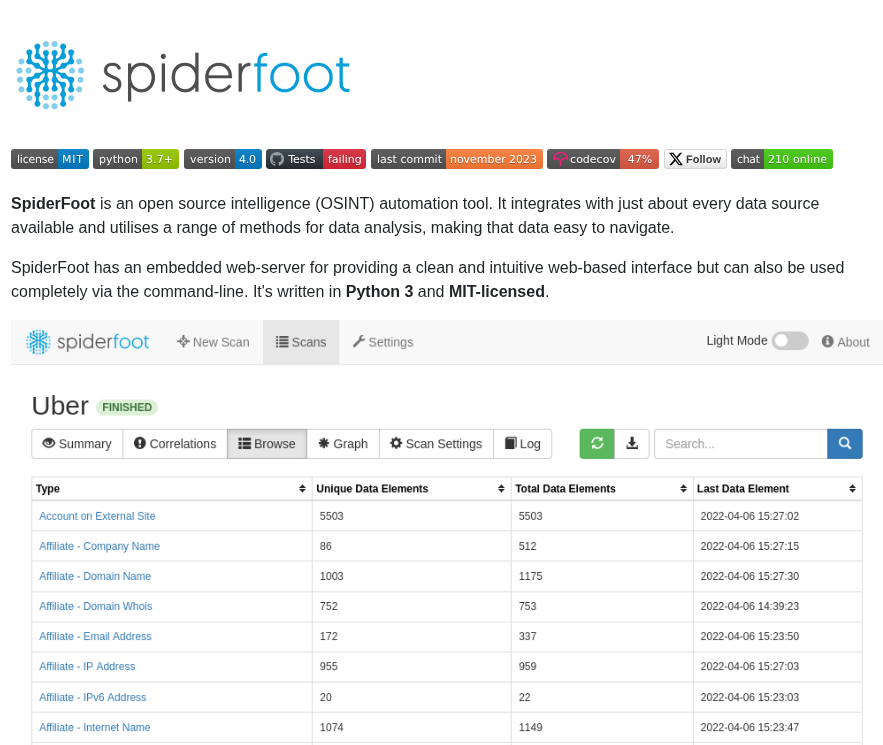 spiderfoot
license MIT python 3.7+ version 4.0 Tests failing last commit november 2023 codecov 47% X Follow chat 210 online
SpiderFoot is an open source intelligence (OSINT) automation tool. It integrates with just about every data source
available and utilises a range of methods for data analysis, making that data easy to navigate.
SpiderFoot has an embedded web-server for providing a clean and intuitive web-based interface but can also be used
completely via the command-line. It's written in Python 3 and MIT-licensed.
spiderfoot New Scan Scans Settings Light Mode About
Uber FINISHED
Summary Correlations Browse Graph Scan Settings Log Search...
Type Unique Data Elements Total Data Elements Last Data Element
Account on External Site 5503 5503 2022-04-06 15:27:02
Affiliate - Company Name 86 512 2022-04-06 15:27:15
Affiliate - Domain Name 1003 1175 2022-04-06 15:27:30
Affiliate - Domain Whois 752 753 2022-04-06 14:39:23
Affiliate - Email Address 172 337 2022-04-06 15:23:50
Affiliate - IP Address 955 959 2022-04-06 15:27:03
Affiliate - IPv6 Address 20 22 2022-04-06 15:23:03
Affiliate - Internet Name 1074 1149 2022-04-06 15:23:47